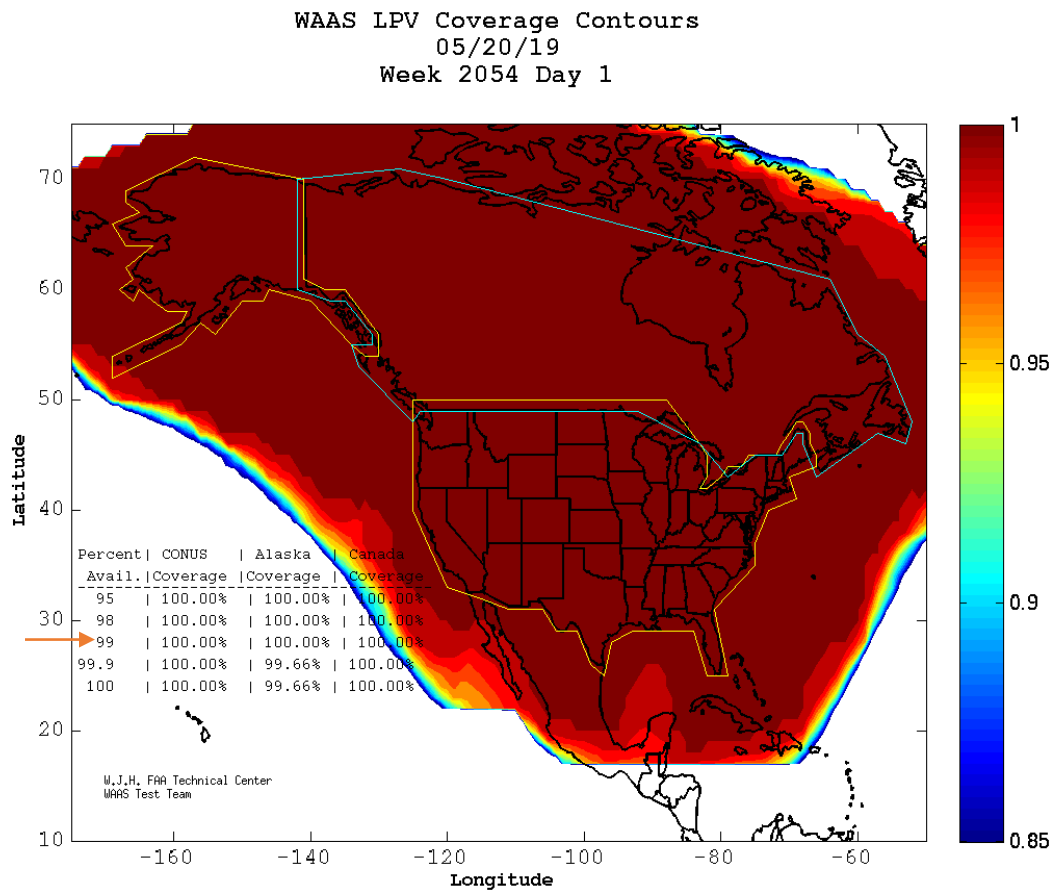 WAAS LPV Coverage Contours
05/20/19
Week 2054 Day 1
70
60
50
40
30
20
10
Latitude
Percent| CONUS | Alaska | Canada
Avail.|Coverage |Coverage | Coverage
95 | 100.00% | 100.00% | 100.00%
98 | 100.00% | 100.00% | 100.00%
99 | 100.00% | 100.00% | 100.00%
99.9 | 100.00% | 99.66% | 100.00%
100 | 100.00% | 99.66% | 100.00%
W.J.H. FAA Technical Center
WAAS Test Team
-160 -140 -120 -100 -80 -60
Longitude
1
0.95
0.9
0.85